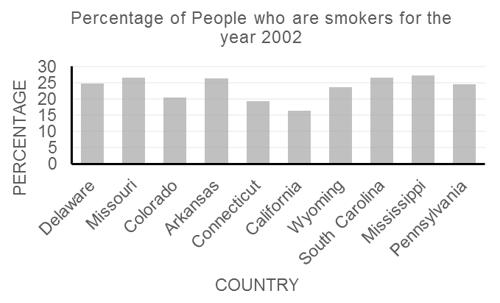 Percentage of People who are smokers for the
year 2002
PERCENTAGE
30
25
20
15
10
5
0
Delaware
Missouri
Colorado
Arkansas
Connecticut
California
Wyoming
South Carolina
Mississippi
Pennsylvania
COUNTRY